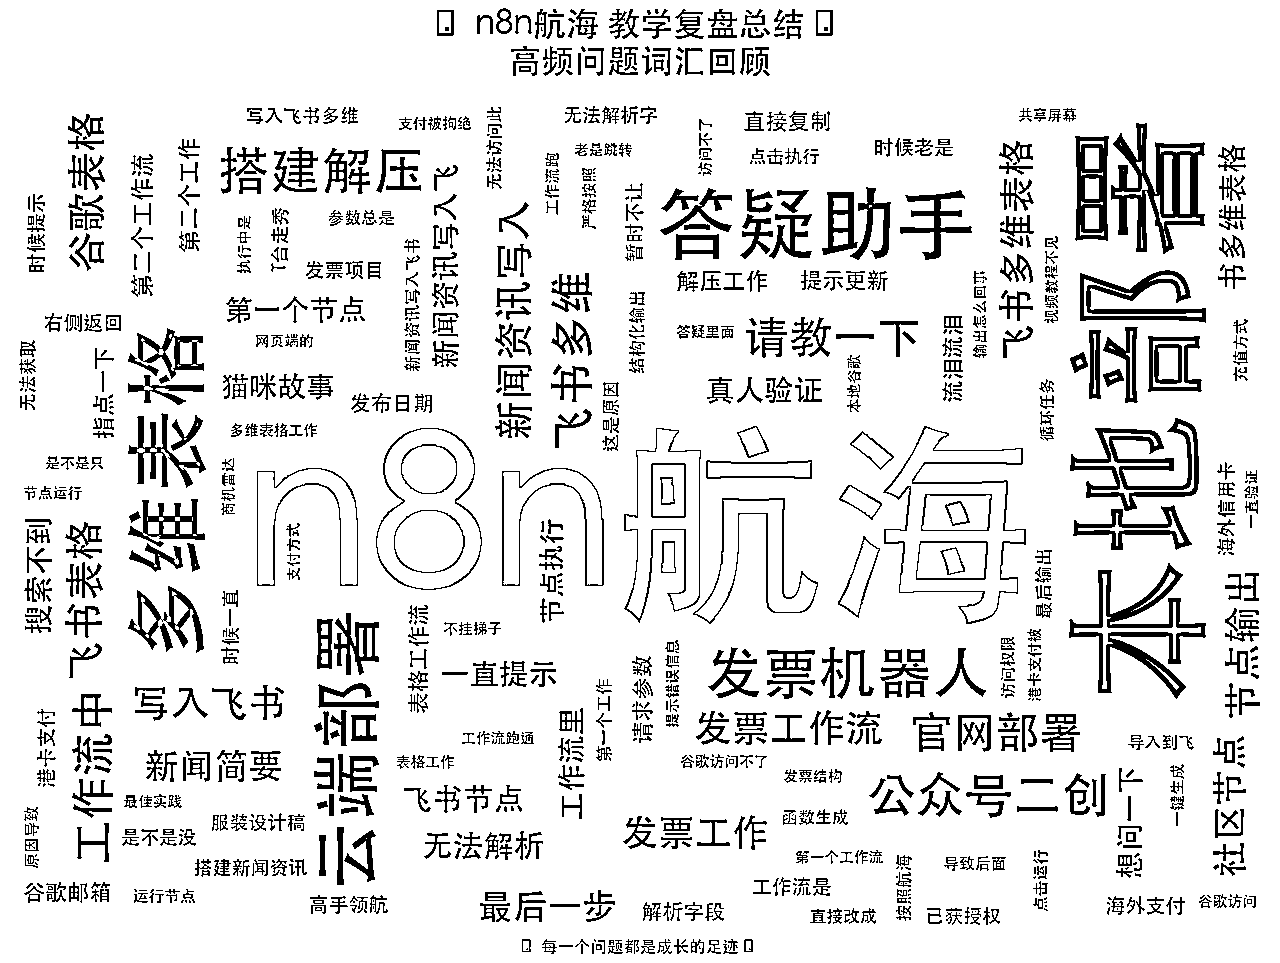 n8n航海 教学复盘总结
高频问题词汇回顾
写入飞书多维
支付被拘绝
无法访问此
无法解析字
访问不了
直接复制
共享屏幕
谷歌表格
第二个工作流
第二个工作
搭建解压
新闻资讯写入飞
工作流跑
老是跳转
严格按照
点击执行
时候老是
飞书多维表格
本地部署
书多维表格
时候提示
执行中是
T台走秀
参数总是
暂时不让
答疑助手
发票项目
新闻资讯写入飞书
新闻资讯写入
飞书多维
解压工作
提示更新
输出怎么回事
视频教程不见
右侧返回
第一个节点
结构化输出
答疑里面
请教一下
流泪流泪
充值方式
无法获取
指点一下
多维表格
网页端的
猫咪故事
发布日期
这是原因
真人验证
本地谷歌
循环任务
多维表格工作
是不是只
节点运行
商机雷达
n8n航海
海外信用卡
一直验证
搜索不到
飞书表格
支付方式
节点执行
最后输出
节点输出
时候一直
云端部署
表格工作流
不挂梯子
一直提示
请求参数
提示错误信息
发票机器人
访问权限
港卡支付被
写入飞书
港卡支付
工作流中
工作流跑通
工作流里
第一个工作
发票工作流
官网部署
导入到飞
社区节点
新闻简要
表格工作
谷歌访问不了
发票结构
公众号二创
想问一下
一键生成
最佳实践
飞书节点
函数生成
原因导致
是不是没
服装设计稿
无法解析
发票工作
搭建新闻资讯
第一个工作流
按照航海
导致后面
点击运行
谷歌邮箱
运行节点
高手领航
最后一步
解析字段
工作流是
直接改成
已获授权
海外支付
谷歌访问
每一个问题都是成长的足迹